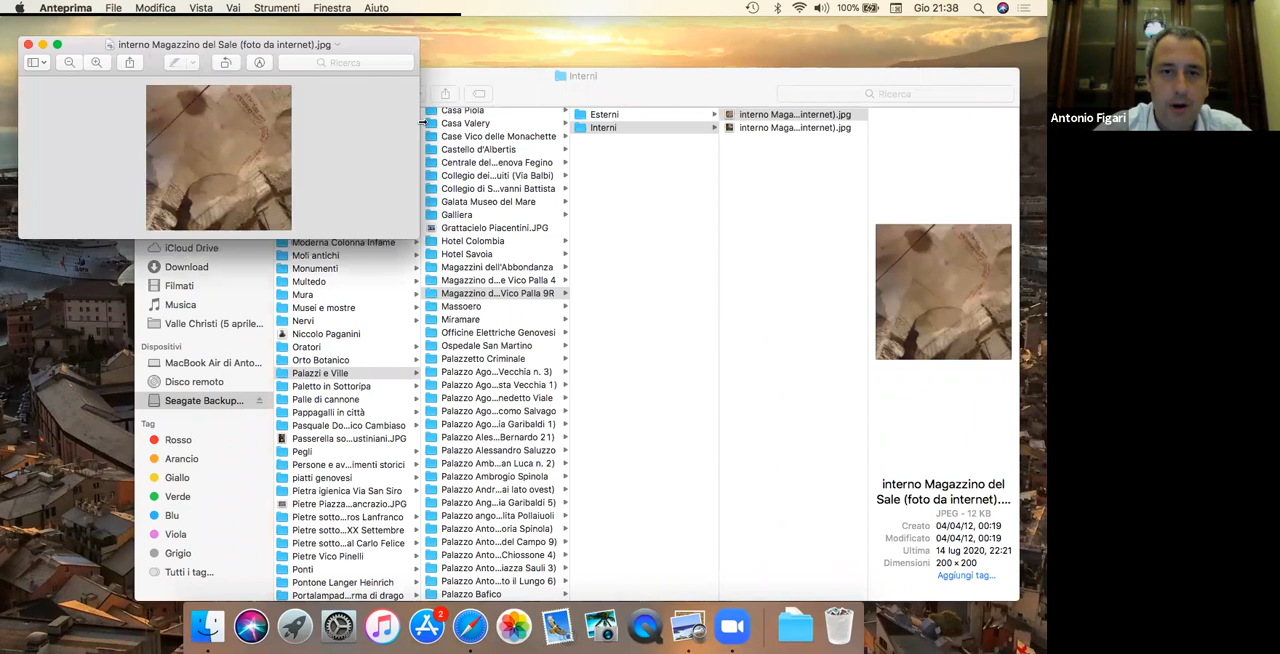 Anteprima File Modifica Vista Vai Strumenti Finestra Aiuto 100% Gio 21:38
interno Magazzino del Sale (foto da internet).jpg
Ricerca
Interni
Ricerca
iCloud Drive
Download
Filmati
Musica
Valle Christi (5 aprile...
Dispositivi
MacBook Air di Anto...
Disco remoto
Seagate Backup...
Tag
Rosso
Arancio
Giallo
Verde
Blu
Viola
Grigio
Tutti i tag...
Moderna Colonna Infame
Moli antichi
Monumenti
Multedo
Mura
Musei e mostre
Nervi
Niccolo Paganini
Oratori
Orto Botanico
Palazzi e Ville
Paletto in Sottoripa
Palle di cannone
Pappagalli in città
Pasquale Do...ico Cambiaso
Passerella so...ustiniani.JPG
Pegli
Persone e av...imenti storici
piatti genovesi
Pietra igienica Via San Siro
Pietre Piazza...ancrazio.JPG
Pietre sotto...ros Lanfranco
Pietre sotto...XX Settembre
Pietre sotto...al Carlo Felice
Pietre Vico Pinelli
Ponti
Pontone Langer Heinrich
Portalampad...rma di drago
Casa Piola
Casa Valery
Case Vico delle Monachette
Castello d'Albertis
Centrale del...enova Fegino
Collegio dei...uiti (Via Balbi)
Collegio di S...vanni Battista
Galata Museo del Mare
Galliera
Grattacielo Piacentini.JPG
Hotel Colombia
Hotel Savoia
Magazzini dell'Abbondanza
Magazzino d...e Vico Palla 4
Magazzino d...Vico Palla 9R
Massoero
Miramare
Officine Elettriche Genovesi
Ospedale San Martino
Palazzetto Criminale
Palazzo Ago...Vecchia n. 3)
Palazzo Ago...sta Vecchia 1)
Palazzo Ago...nedetto Viale
Palazzo Ago...como Salvago
Palazzo Ago...ia Garibaldi 1)
Palazzo Ales...Bernardo 21)
Palazzo Alessandro Saluzzo
Palazzo Amb...an Luca n. 2)
Palazzo Ambrogio Spinola
Palazzo Andr...ai lato ovest)
Palazzo Ang...ia Garibaldi 5)
Palazzo ango...lita Pollaiuoli
Palazzo Anto...oria Spinola)
Palazzo Anto...del Campo 9)
Palazzo Anto...Chiossone 4)
Palazzo Anto...iazza Sauli 3)
Palazzo Anto...to il Lungo 6)
Palazzo Bafico
Esterni
Interni
interno Maga...internet).jpg
interno Maga...internet).jpg
interno Magazzino del
Sale (foto da internet)....
JPEG - 12 KB
Creato 04/04/12, 00:19
Modificato 04/04/12, 00:19
Ultima 14 lug 2020, 22:21
Dimensioni 200 × 200
Aggiungi tag...
2
Antonio Figari